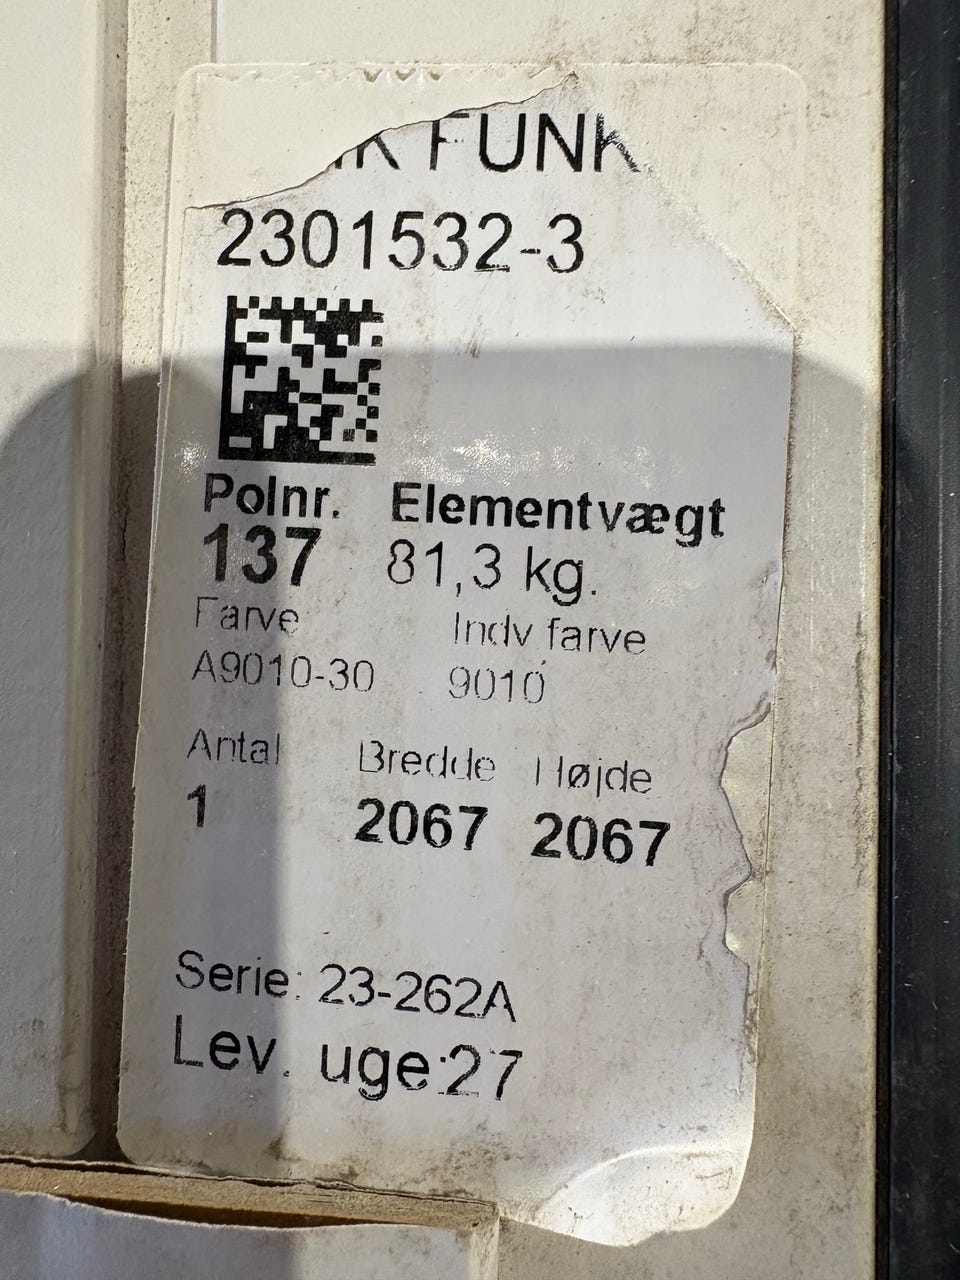 FUNK
2301532-3
Polnr. Elementvægt
137 81,3 kg.
Farve Indv farve
A9010-30 9010
Antal Bredde Højde
1 2067 2067
Serie: 23-262A
Lev. uge:27